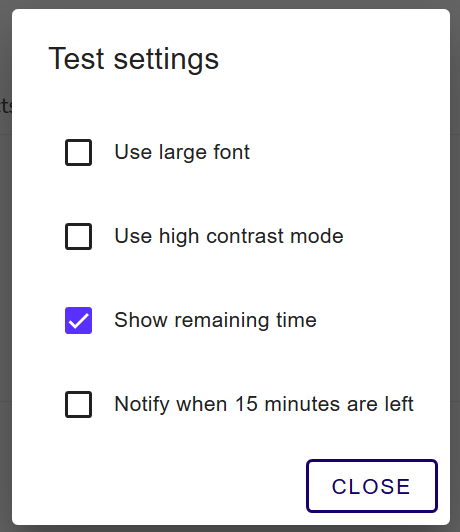 Test settings
Use large font
Use high contrast mode
Show remaining time
Notify when 15 minutes are left
CLOSE